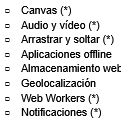 Canvas (*)
Audio y vídeo (*)
Arrastrar y soltar (*)
Aplicaciones offline
Almacenamiento web
Geolocalización
Web Workers (*)
Notificaciones (*)